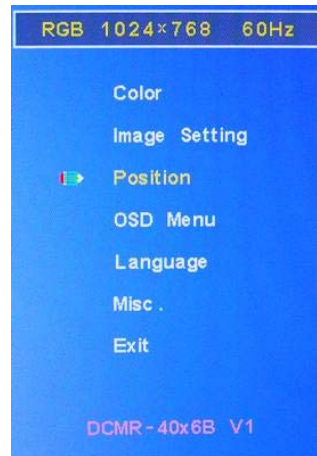 RGB 1024×768 60Hz
Color
Image Setting
Position
OSD Menu
Language
Misc.
Exit
DCMR-40x6B V1